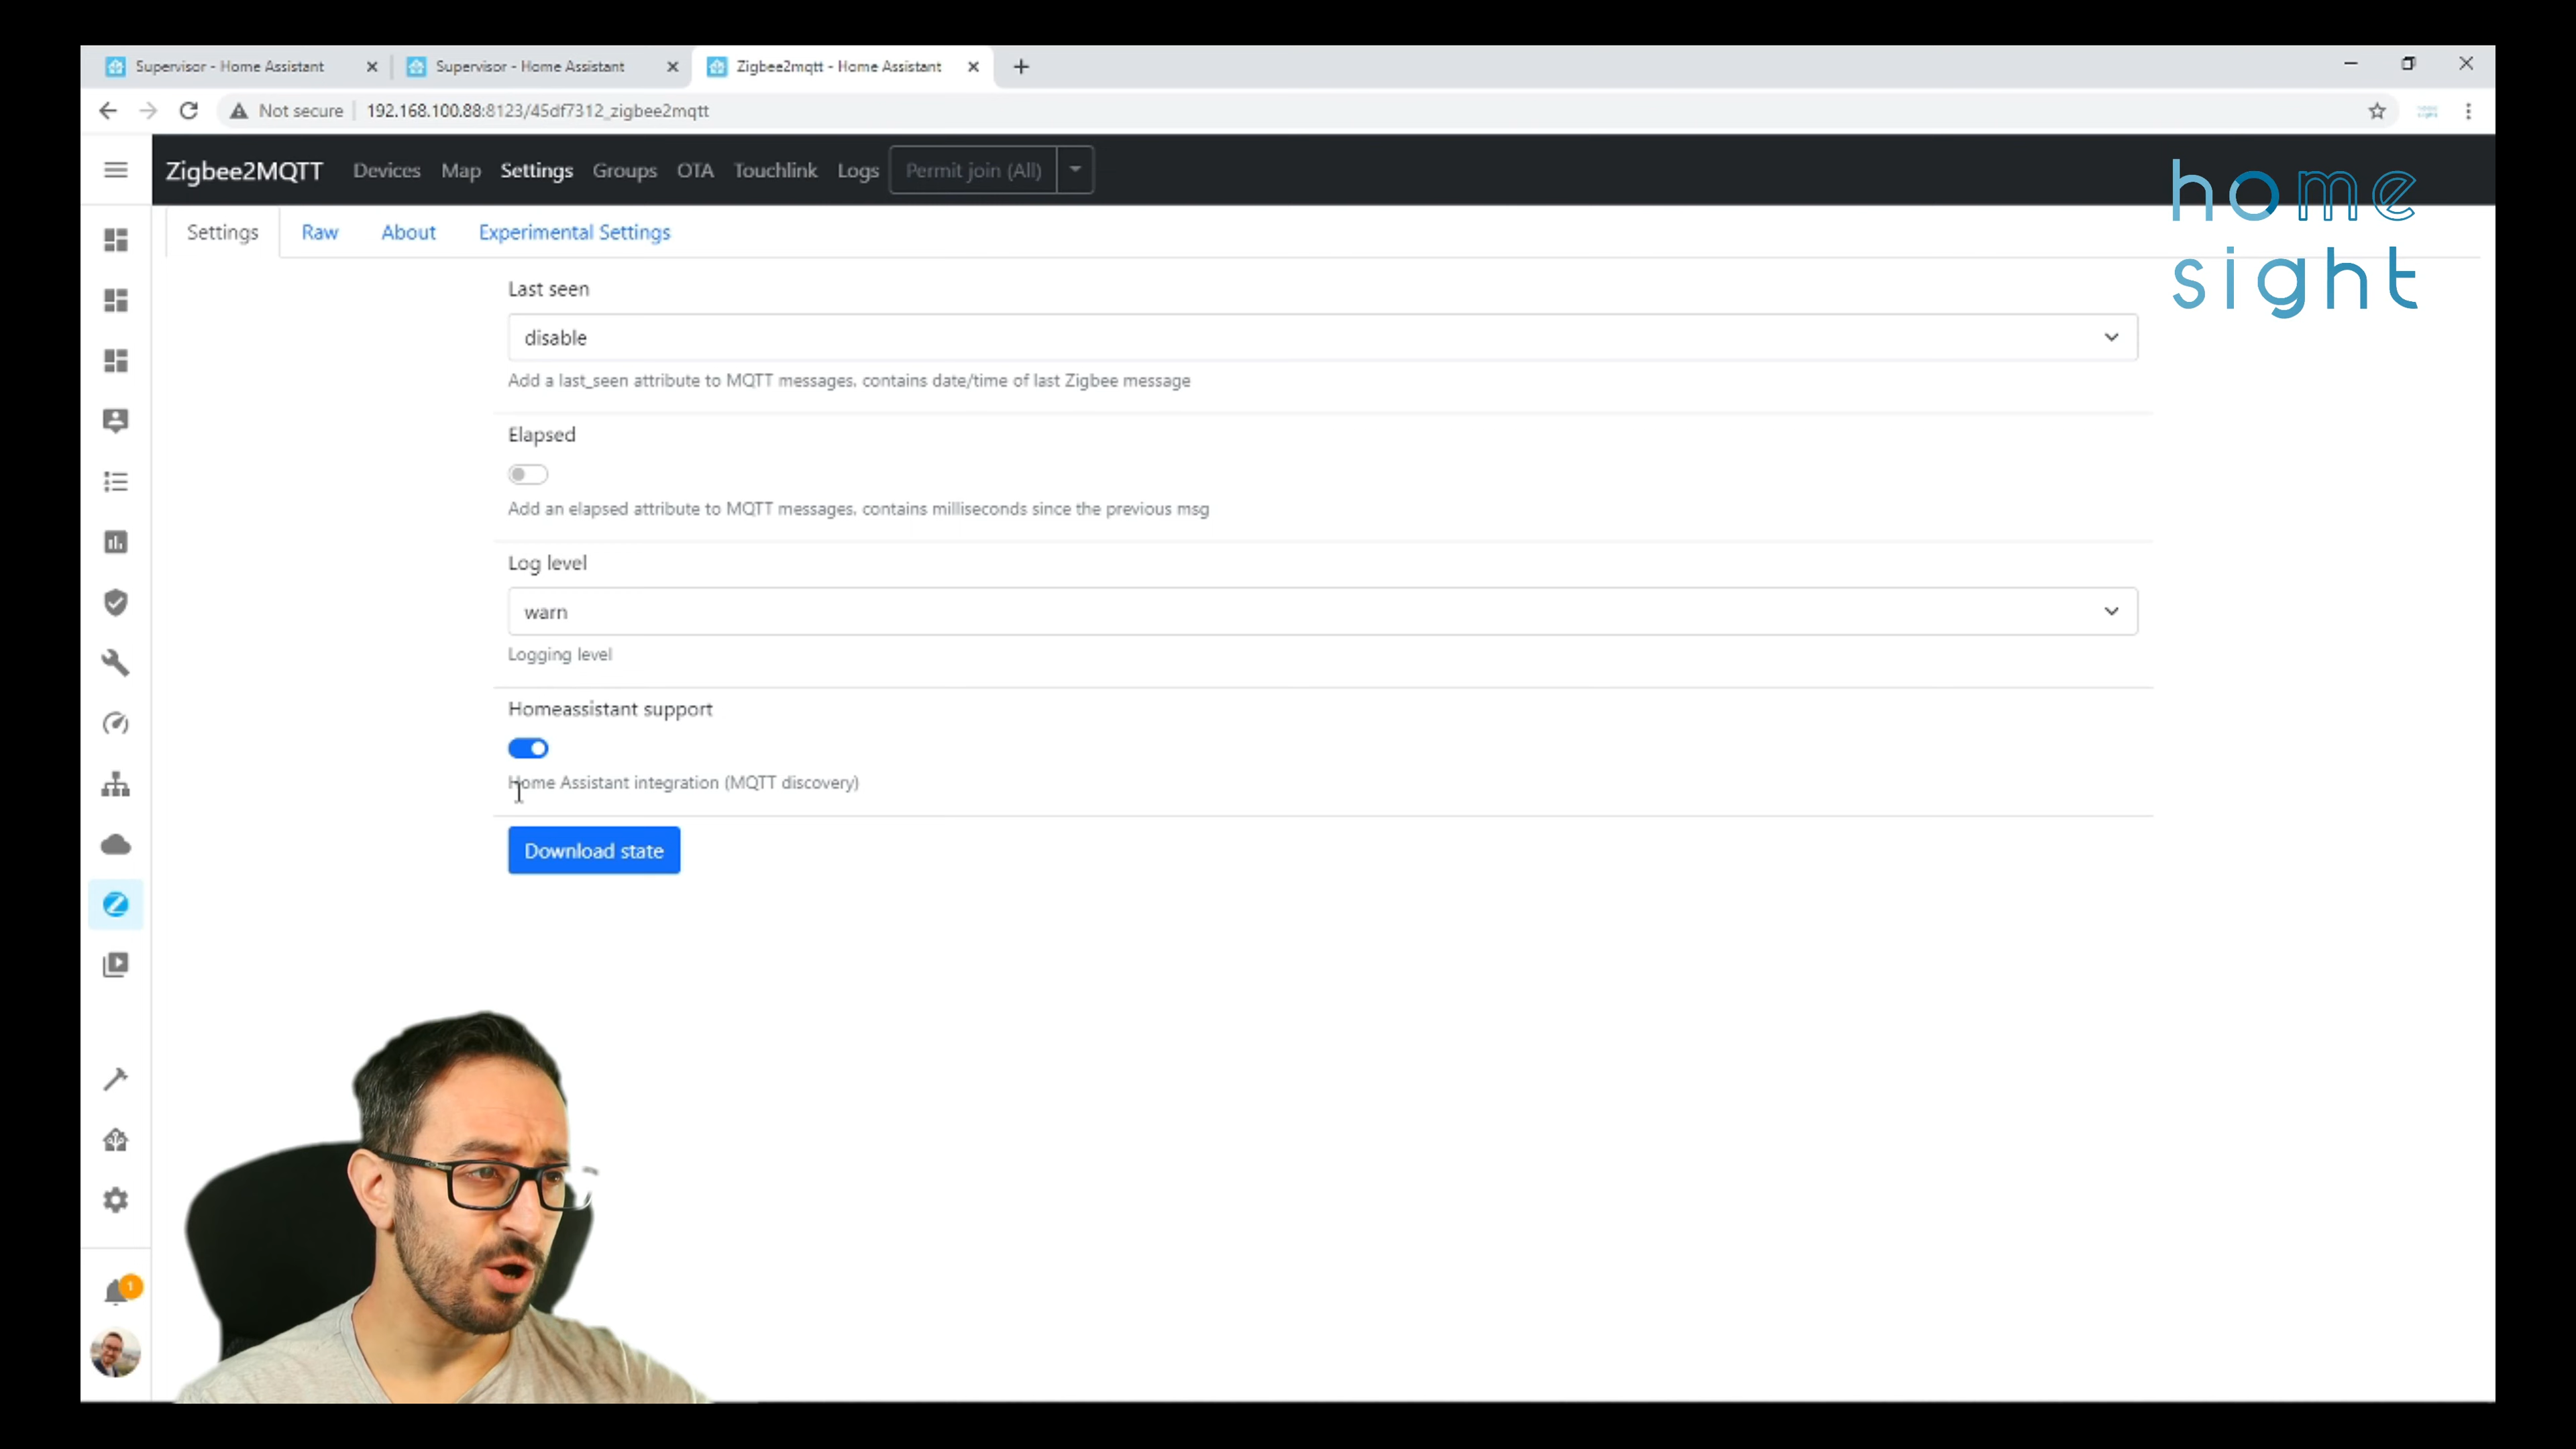 Supervisor - Home Assistant
Supervisor - Home Assistant
Zigbee2mqtt - Home Assistant
Not secure
192.168.100.88:8123/45df7312_zigbee2mqtt
Zigbee2MQTT
Devices
Map
Settings
Groups
OTA
Touchlink
Logs
Permit join (All)
home
sight
Settings
Raw
About
Experimental Settings
Last seen
disable
Add a last_seen attribute to MQTT messages, contains date/time of last Zigbee message
Elapsed
Add an elapsed attribute to MQTT messages, contains milliseconds since the previous msg
Log level
warn
Logging level
Homeassistant support
Home Assistant integration (MQTT discovery)
Download state
1